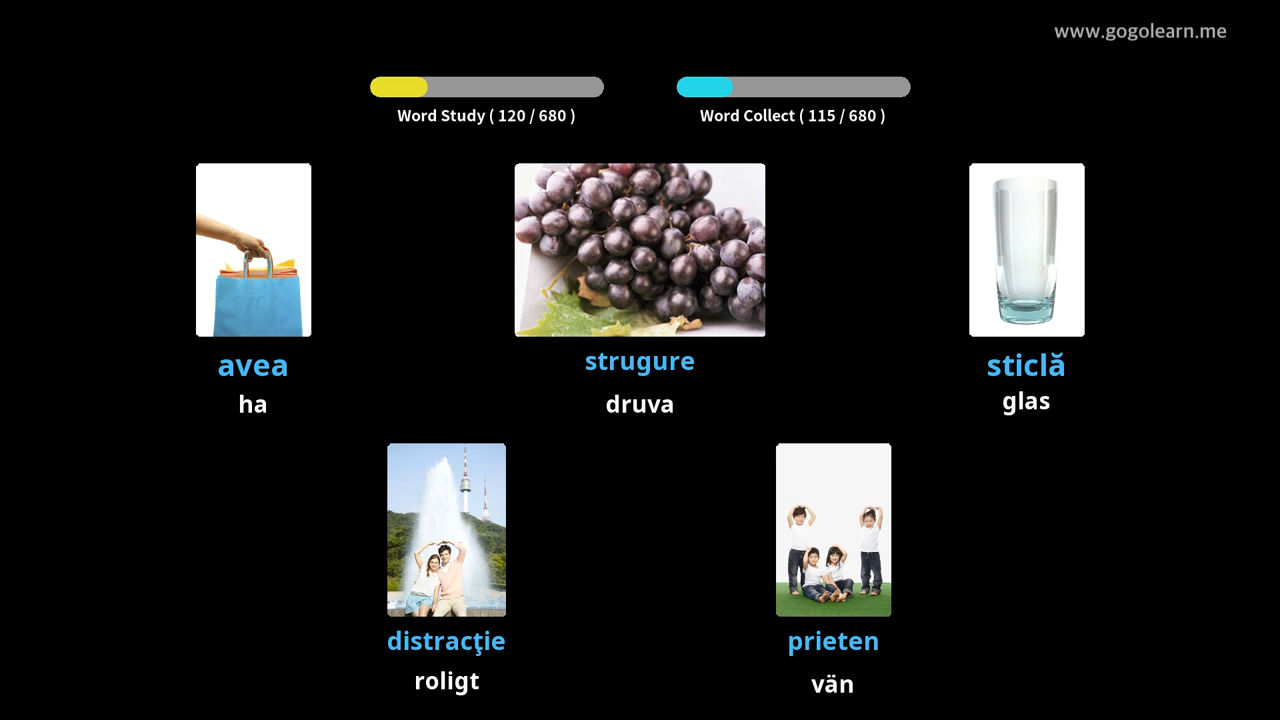 www.gogolearn.me
Word Study ( 120 / 680 )
Word Collect ( 115 / 680 )
avea
ha
strugure
druva
sticlă
glas
distracţie
roligt
prieten
vän